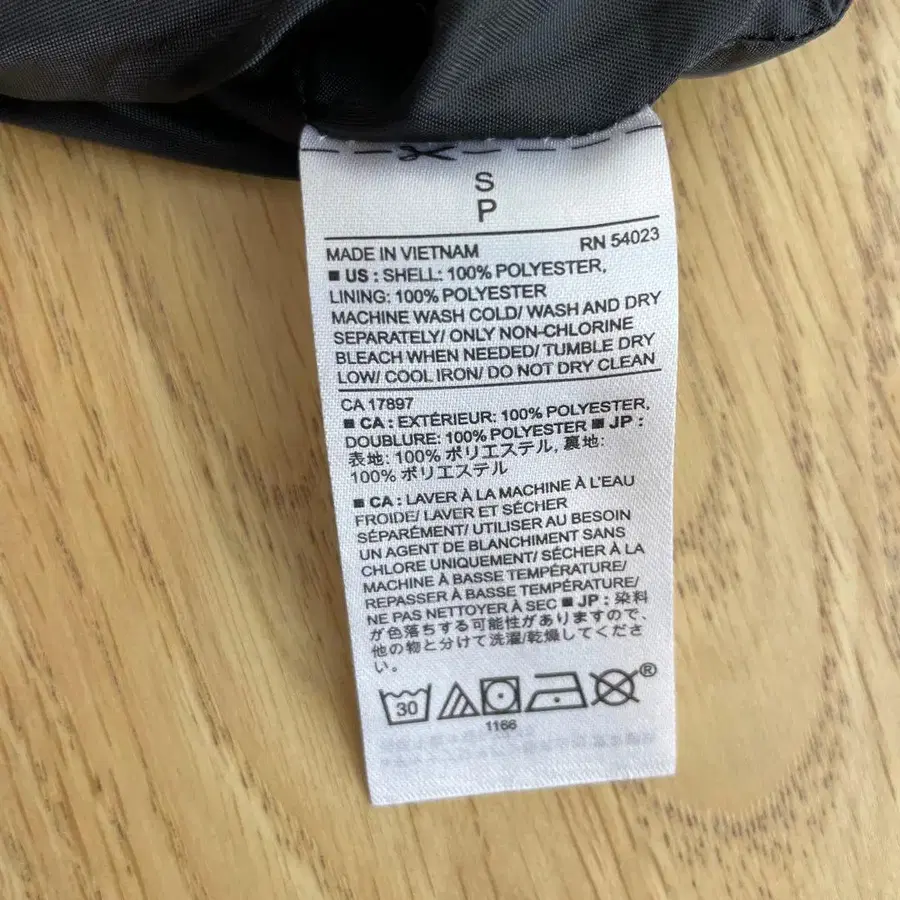 S
P
MADE IN VIETNAM RN 54023
■ US : SHELL: 100% POLYESTER,
LINING: 100% POLYESTER
MACHINE WASH COLD/ WASH AND DRY
SEPARATELY/ ONLY NON-CHLORINE
BLEACH WHEN NEEDED/ TUMBLE DRY
LOW/ COOL IRON/ DO NOT DRY CLEAN
CA 17897
■ CA : EXTÉRIEUR: 100% POLYESTER,
DOUBLURE: 100% POLYESTER ■ JP :
表地: 100% ポリエステル, 裏地:
100% ポリエステル
■ CA : LAVER À LA MACHINE À L'EAU
FROIDE/ LAVER ET SÉCHER
SÉPARÉMENT/ UTILISER AU BESOIN
UN AGENT DE BLANCHIMENT SANS
CHLORE UNIQUEMENT/ SÉCHER À LA
MACHINE À BASSE TEMPÉRATURE/
REPASSER À BASSE TEMPÉRATURE/
NE PAS NETTOYER À SEC ■ JP : 染料
が色落ちする可能性がありますので、
他の物と分けて洗濯/乾燥してくださ
い。
30 ®
1166